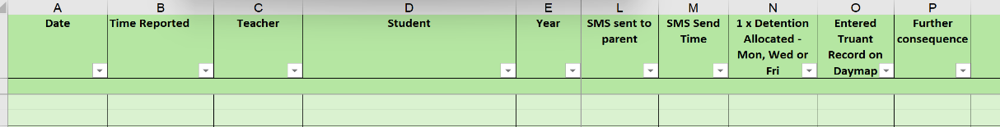 A B C D E L M N O P
Date Time Reported Teacher Student Year SMS sent to SMS Send 1 x Detention Entered Further
parent Time Allocated - Truant consequence
Mon, Wed or Record on
Fri Daymap